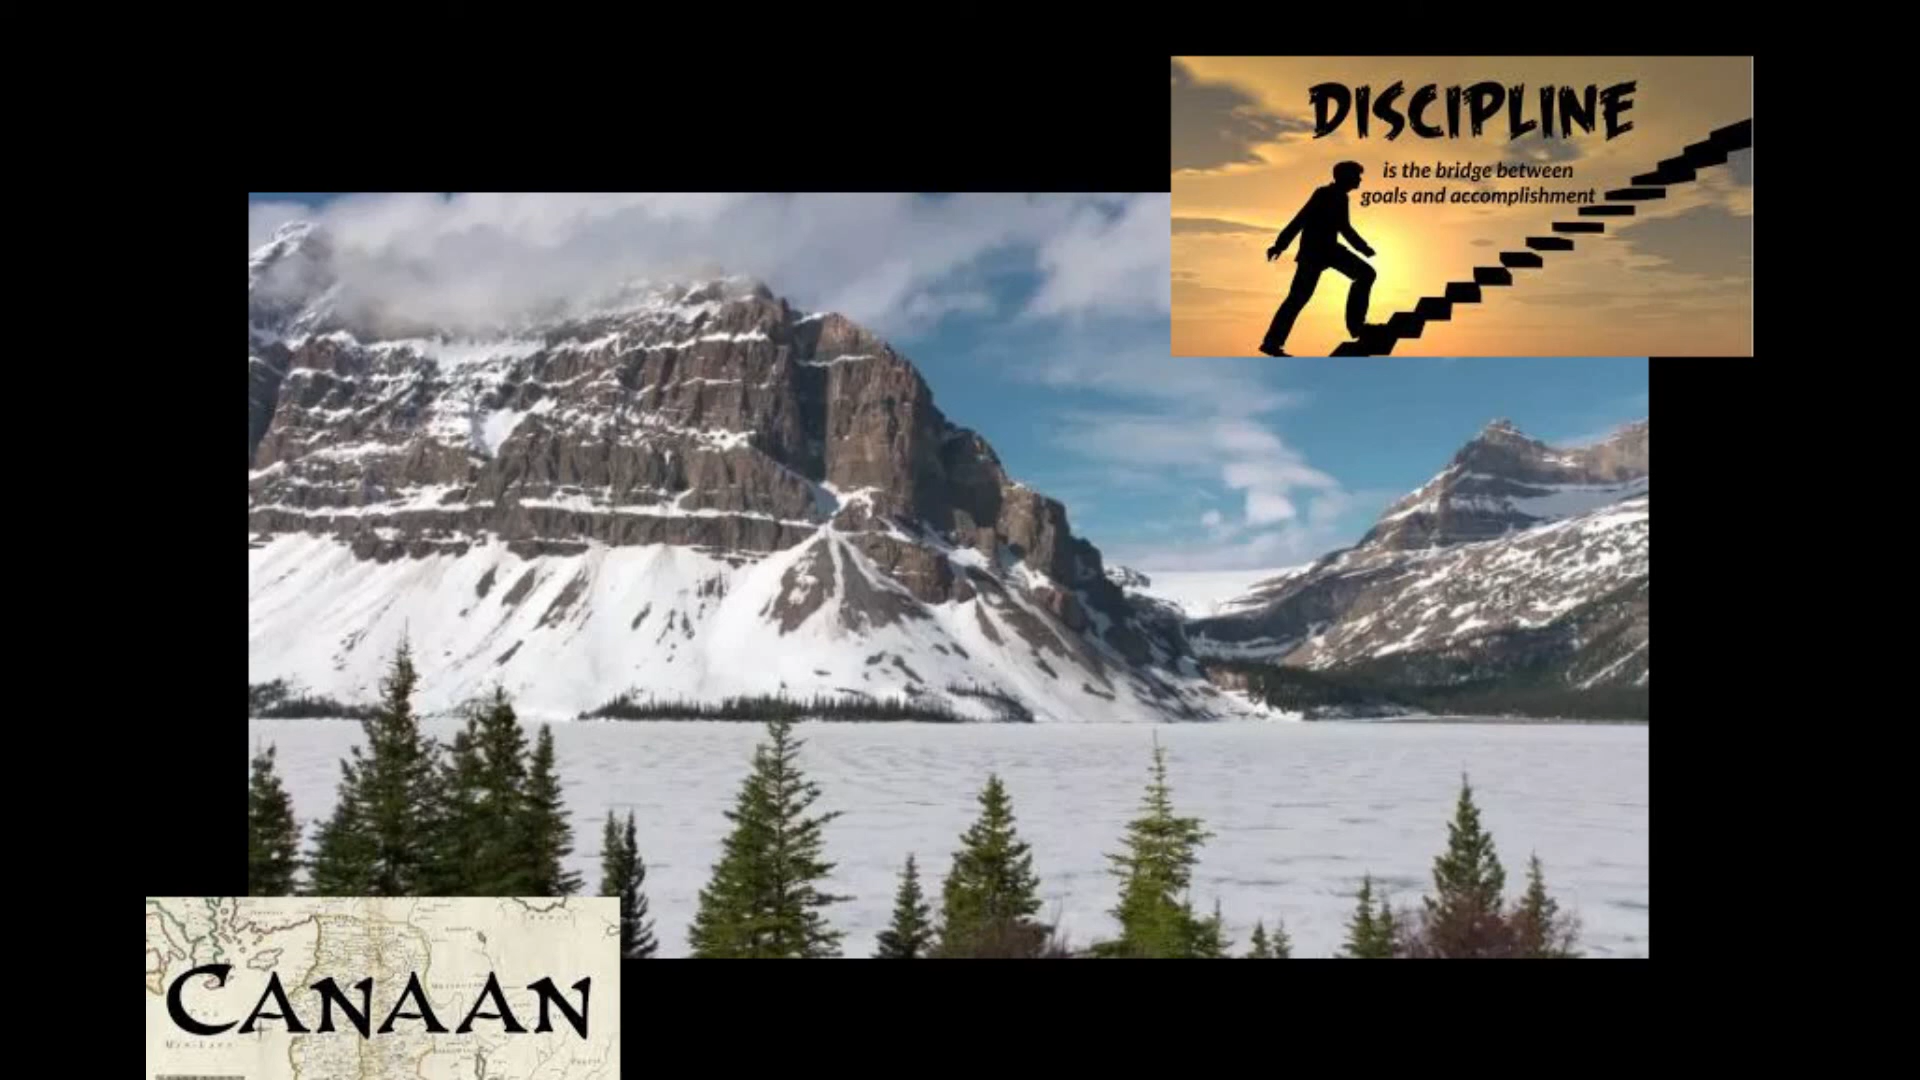 DISCIPLINE
is the bridge between
goals and accomplishment
CANAAN